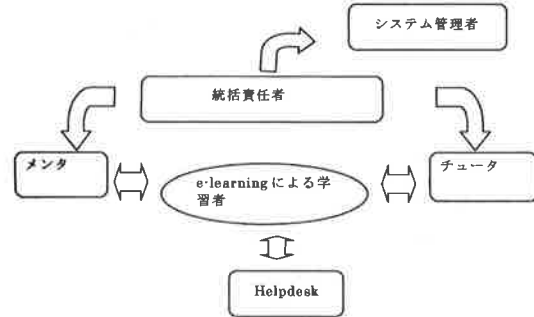 システム管理者
統括責任者
メンタ
チュータ
e-learningによる学
習者
Helpdesk